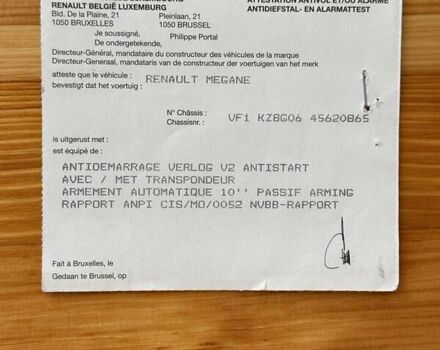 RENAULT BELGIË LUXEMBURG
ATTESTATION ANTIVOL ET/OU ALARME
ANTIDIEFSTAL- EN ALARMATTEST
Bld. De la Plaine, 21 Pleinlaan, 21
1050 BRUXELLES 1050 BRUSSEL
Je soussigné, Philippe Portal
De ondergetekende,
Directeur-Général, mandataire du constructeur des véhicules de la marque
Directeur-Generaal, mandataris van de constructeur der voertuigen van het merk
atteste que le véhicule : RENAULT MEGANE
bevestigt dat het voertuig :
N° Châssis : VF1 KZ8G06 45620865
Chassisnr. :
is uitgerust met :
est équipé de :
ANTIDEMARRAGE VERLOG V2 ANTISTART
AVEC / MET TRANSPONDEUR
ARMEMENT AUTOMATIQUE 10'' PASSIF ARMING
RAPPORT ANPI CIS/MO/0052 NVBB-RAPPORT
Fait à Bruxelles, le
Gedaan te Brussel, op